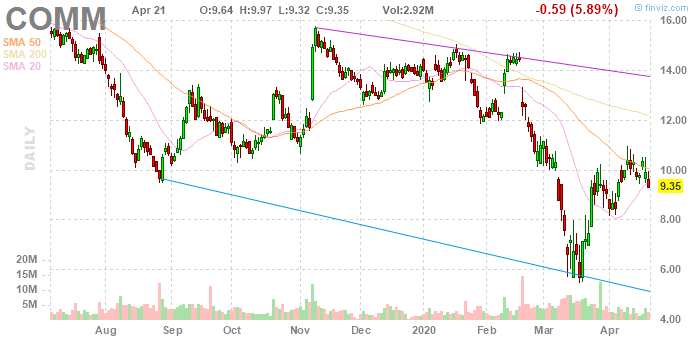 COMM Apr 21 O:9.64 H:9.97 L:9.32 C:9.35 Vol:2.92M -0.59 (5.89%)
© finviz.com
SMA 50
SMA 200
SMA 20
DAILY
16.00
14.00
12.00
10.00
9.35
8.00
6.00
4.00
20M
15M
10M
5M
Aug Sep Oct Nov Dec 2020 Feb Mar Apr